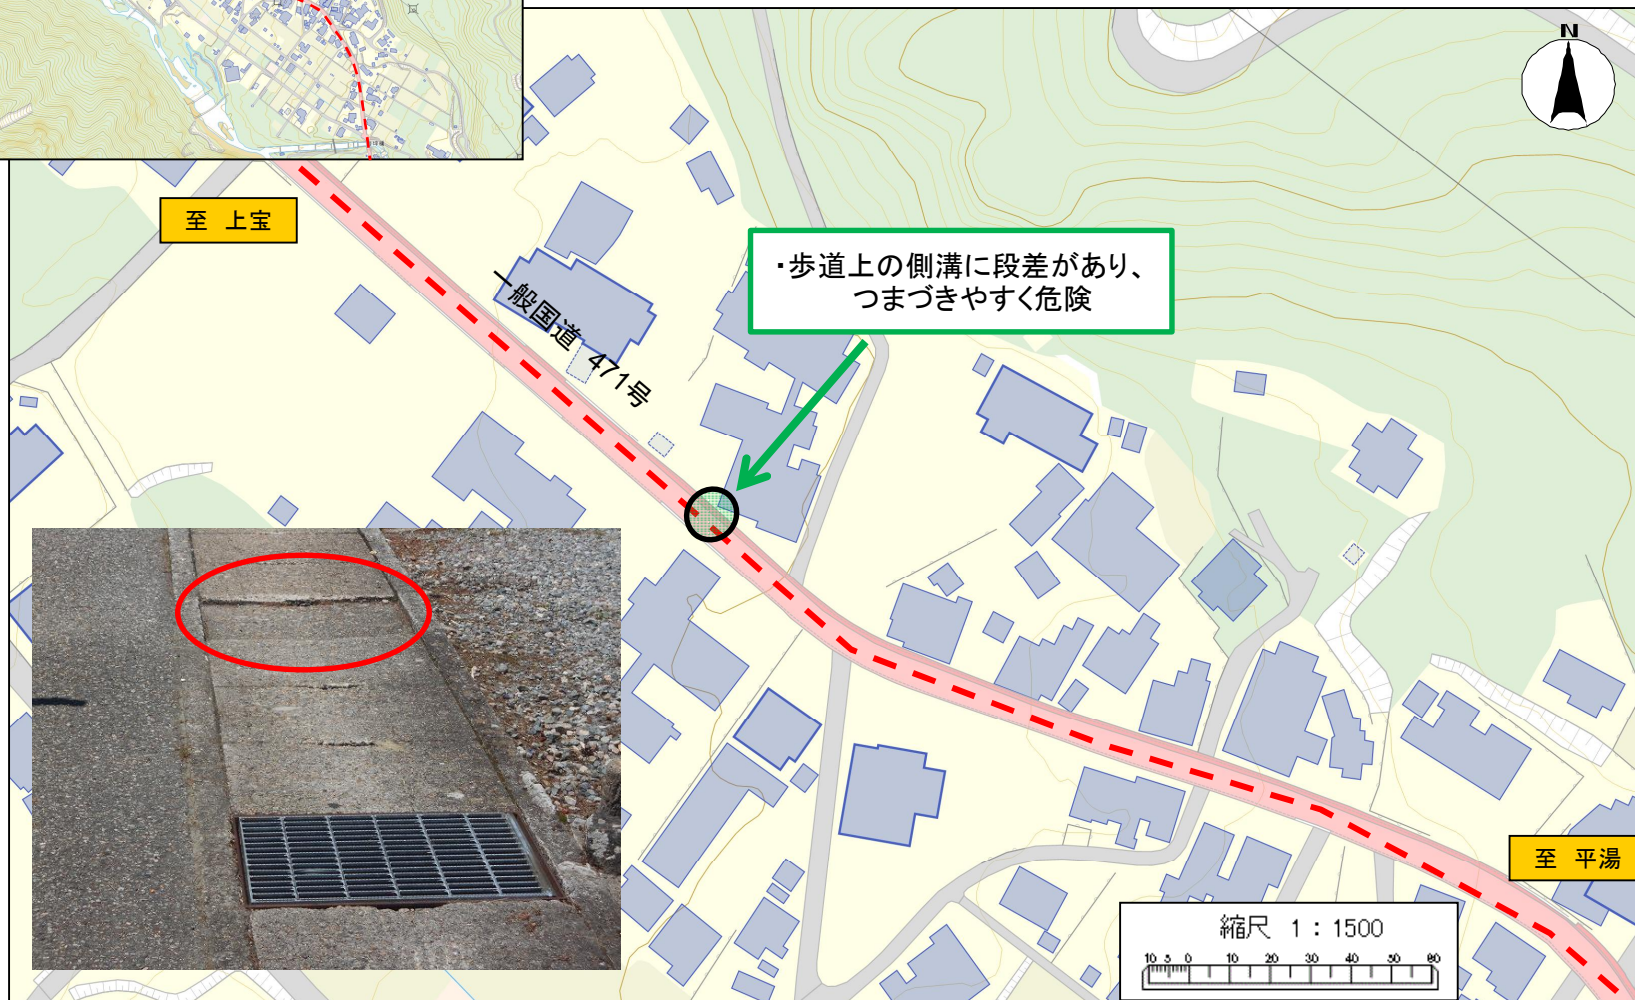 N
至 上宝
・歩道上の側溝に段差があり、
つまづきやすく危険
一般国道 471号
至 平湯
縮尺 1：1500
10 5 0 10 20 30 40 50 60